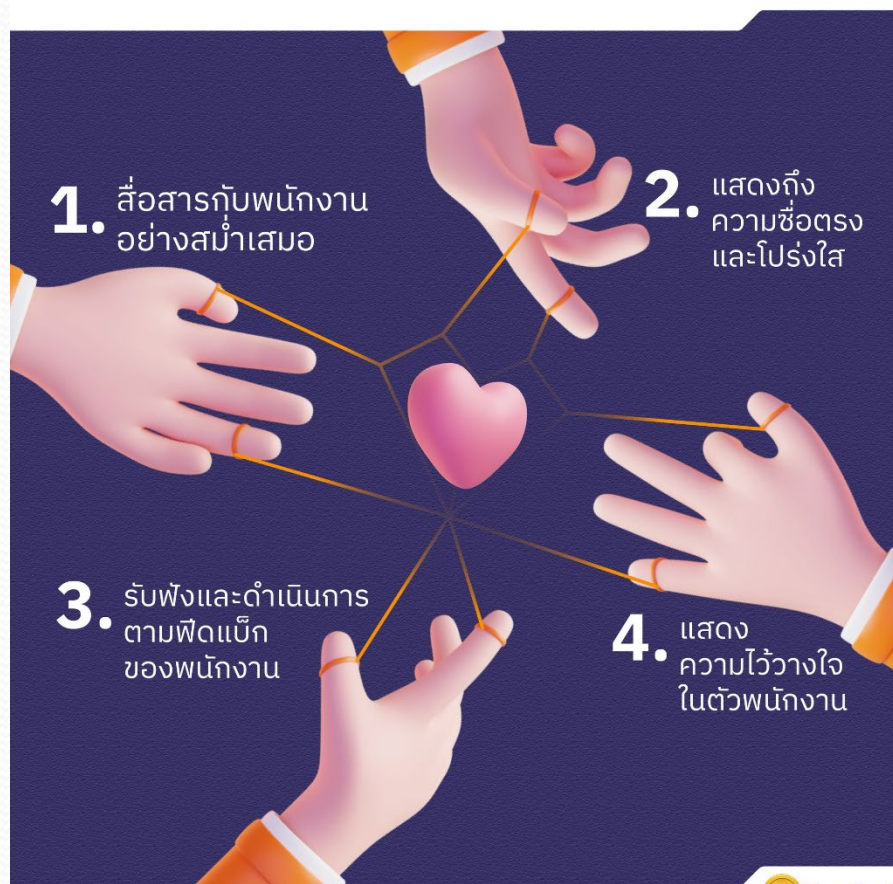 1. สื่อสารกับพนักงาน
อย่างสม่ำเสมอ
2. แสดงถึง
ความซื่อตรง
และโปร่งใส
3. รับฟังและดำเนินการ
ตามฟีดแบ็ก
ของพนักงาน
4. แสดง
ความไว้วางใจ
ในตัวพนักงาน